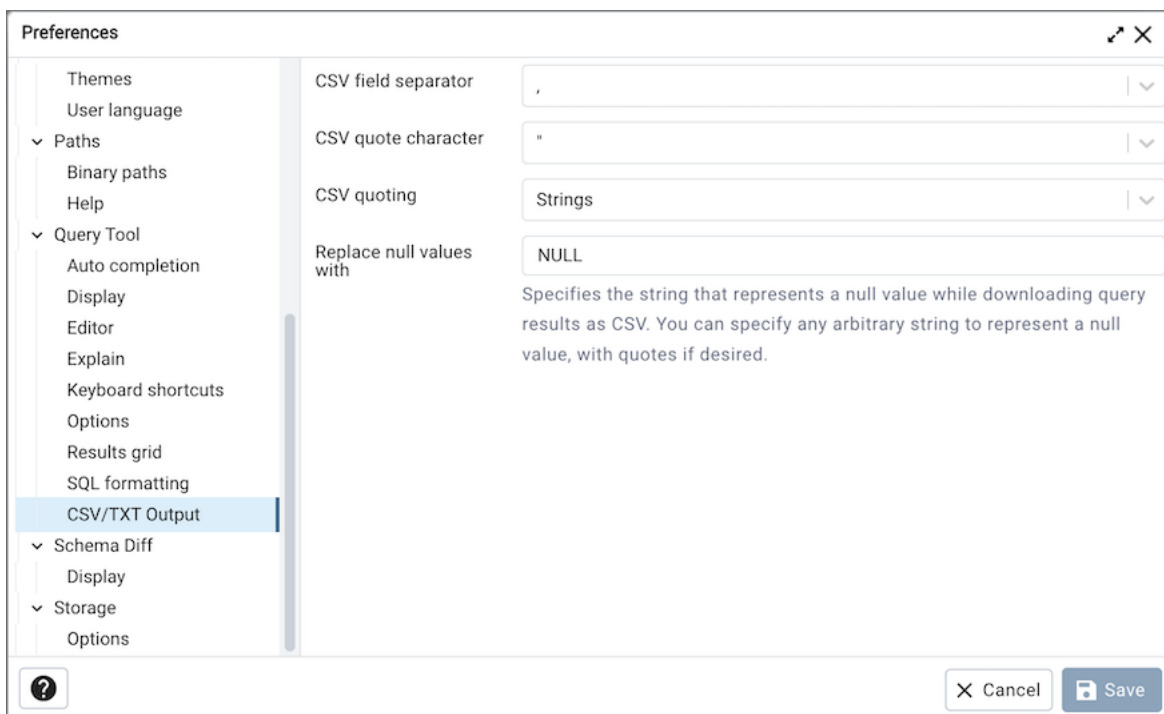 Preferences
Themes
User language
Paths
Binary paths
Help
Query Tool
Auto completion
Display
Editor
Explain
Keyboard shortcuts
Options
Results grid
SQL formatting
CSV/TXT Output
Schema Diff
Display
Storage
Options
CSV field separator
,
CSV quote character
"
CSV quoting
Strings
Replace null values
with
NULL
Specifies the string that represents a null value while downloading query
results as CSV. You can specify any arbitrary string to represent a null
value, with quotes if desired.
?
Cancel
Save